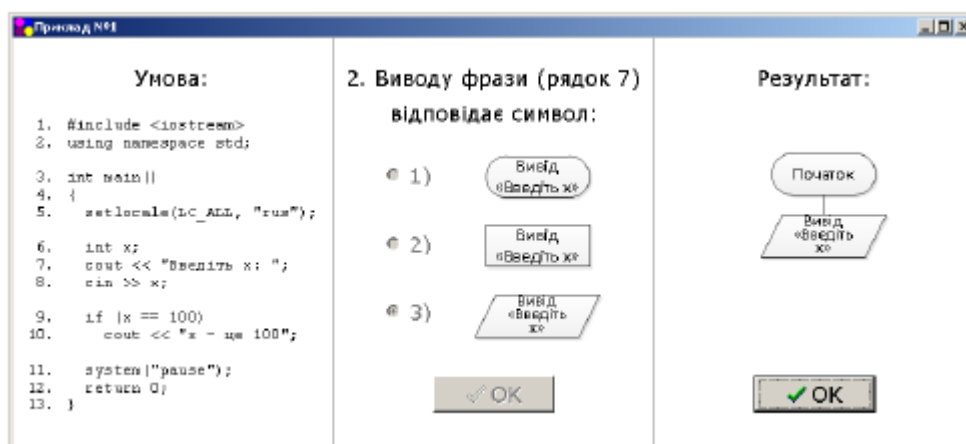 Приклад №1
Умова:
1. #include <iostream>
2. using namespace std;
3. int main()
4. {
5. setlocale(LC_ALL, "rus");
6. int x;
7. cout << "Введіть x: ";
8. cin >> x;
9. if (x == 100)
10. cout << "x - це 100";
11. system("pause");
12. return 0;
13. }
2. Виводу фрази (рядок 7)
відповідає символ:
1) Вивід
«Введіть х»
2) Вивід
«Введіть х»
3) Вивід
«Введіть
х»
OK
Результат:
Початок
Вивід
«Введіть
х»
OK